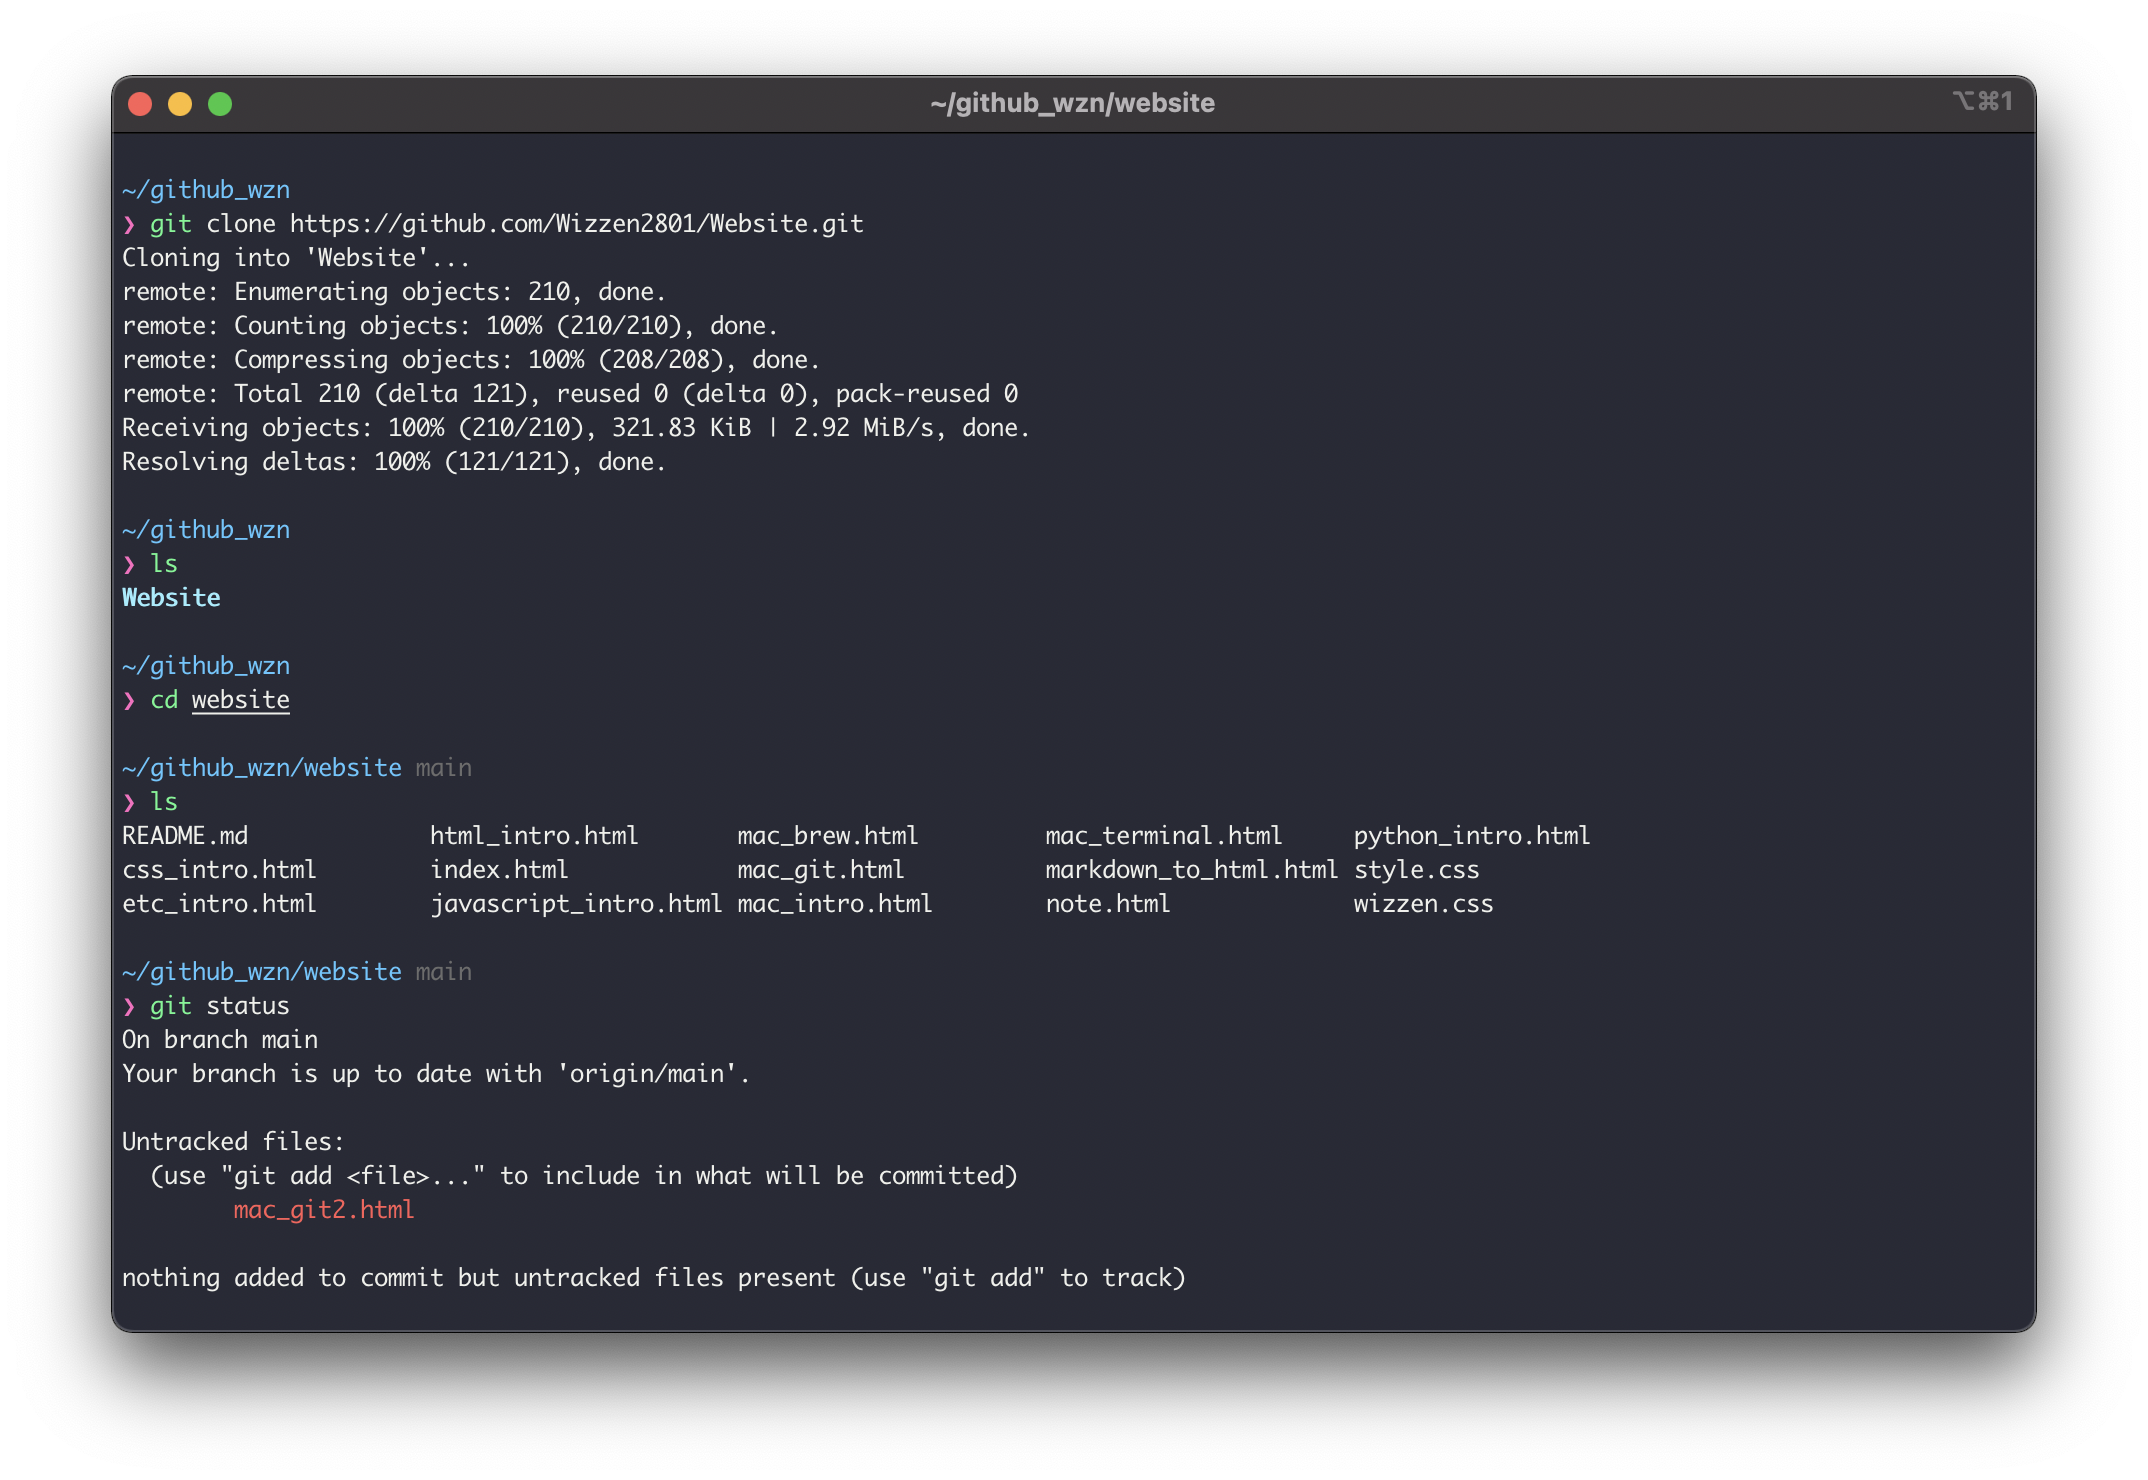 ~/github_wzn/website
⌥⌘1
~/github_wzn
❯ git clone https://github.com/Wizzen2801/Website.git
Cloning into 'Website'...
remote: Enumerating objects: 210, done.
remote: Counting objects: 100% (210/210), done.
remote: Compressing objects: 100% (208/208), done.
remote: Total 210 (delta 121), reused 0 (delta 0), pack-reused 0
Receiving objects: 100% (210/210), 321.83 KiB | 2.92 MiB/s, done.
Resolving deltas: 100% (121/121), done.
~/github_wzn
❯ ls
Website
~/github_wzn
❯ cd website
~/github_wzn/website main
❯ ls
README.md html_intro.html mac_brew.html mac_terminal.html python_intro.html
css_intro.html index.html mac_git.html markdown_to_html.html style.css
etc_intro.html javascript_intro.html mac_intro.html note.html wizzen.css
~/github_wzn/website main
❯ git status
On branch main
Your branch is up to date with 'origin/main'.
Untracked files:
(use "git add <file>..." to include in what will be committed)
mac_git2.html
nothing added to commit but untracked files present (use "git add" to track)